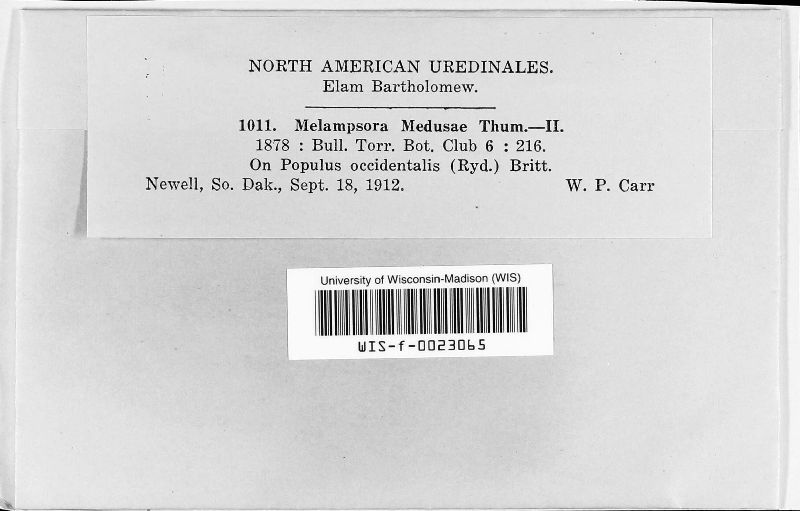 NORTH AMERICAN UREDINALES.
Elam Bartholomew.
1011. Melampsora Medusae Thum.—II.
1878 : Bull. Torr. Bot. Club 6 : 216.
On Populus occidentalis (Ryd.) Britt.
Newell, So. Dak., Sept. 18, 1912. W. P. Carr
University of Wisconsin-Madison (WIS)
WIS-f-0023065